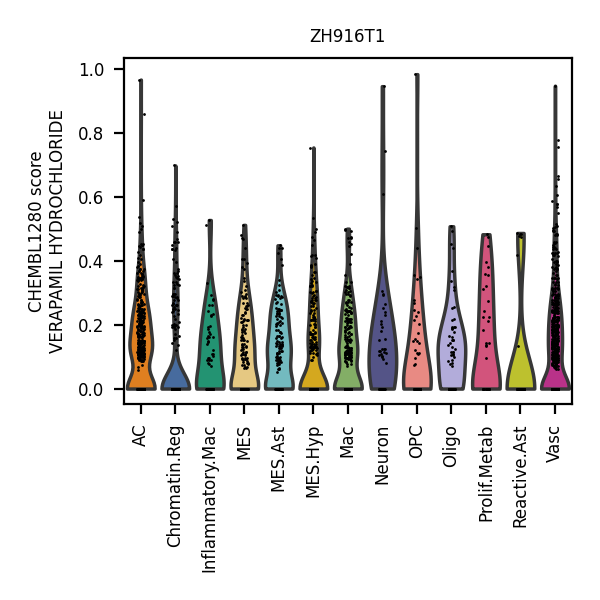 ZH916T1
CHEMBL1280 score
VERAPAMIL HYDROCHLORIDE
1.0
0.8
0.6
0.4
0.2
0.0
AC
Chromatin.Reg
Inflammatory.Mac
MES
MES.Ast
MES.Hyp
Mac
Neuron
OPC
Oligo
Prolif.Metab
Reactive.Ast
Vasc